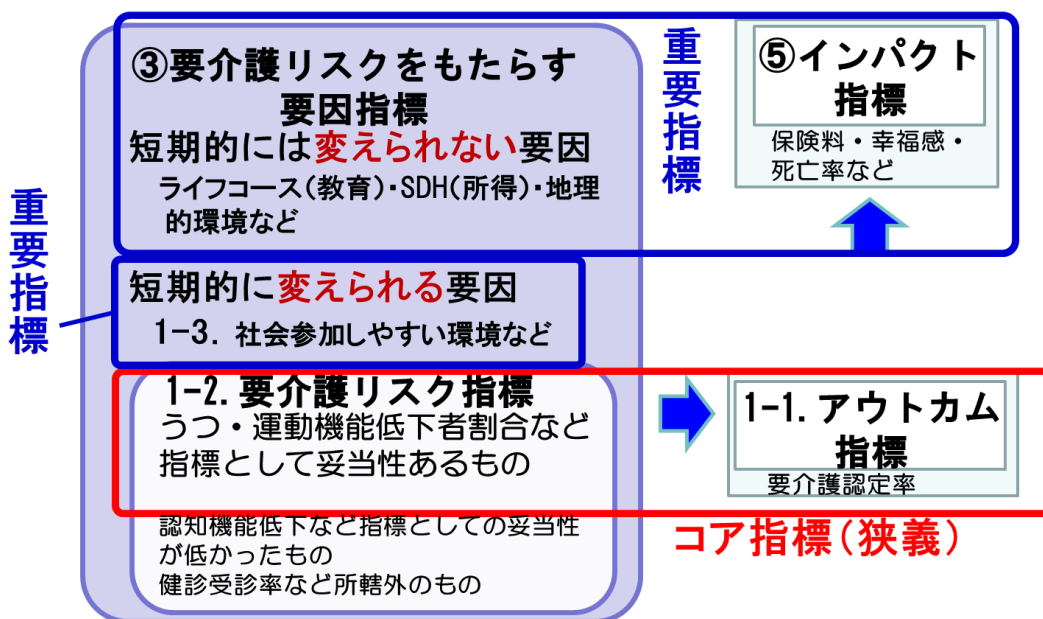 ③要介護リスクをもたらす
要因指標
短期的には変えられない要因
ライフコース(教育)・SDH(所得)・地理
的環境など
重要指標
⑤インパクト
指標
保険料・幸福感・
死亡率など
重要指標
短期的に変えられる要因
1-3. 社会参加しやすい環境など
1-2.要介護リスク指標
うつ・運動機能低下者割合など
指標として妥当性あるもの
認知機能低下など指標としての妥当性
が低かったもの
健診受診率など所轄外のもの
1-1.アウトカム
指標
要介護認定率
コア指標(狭義)